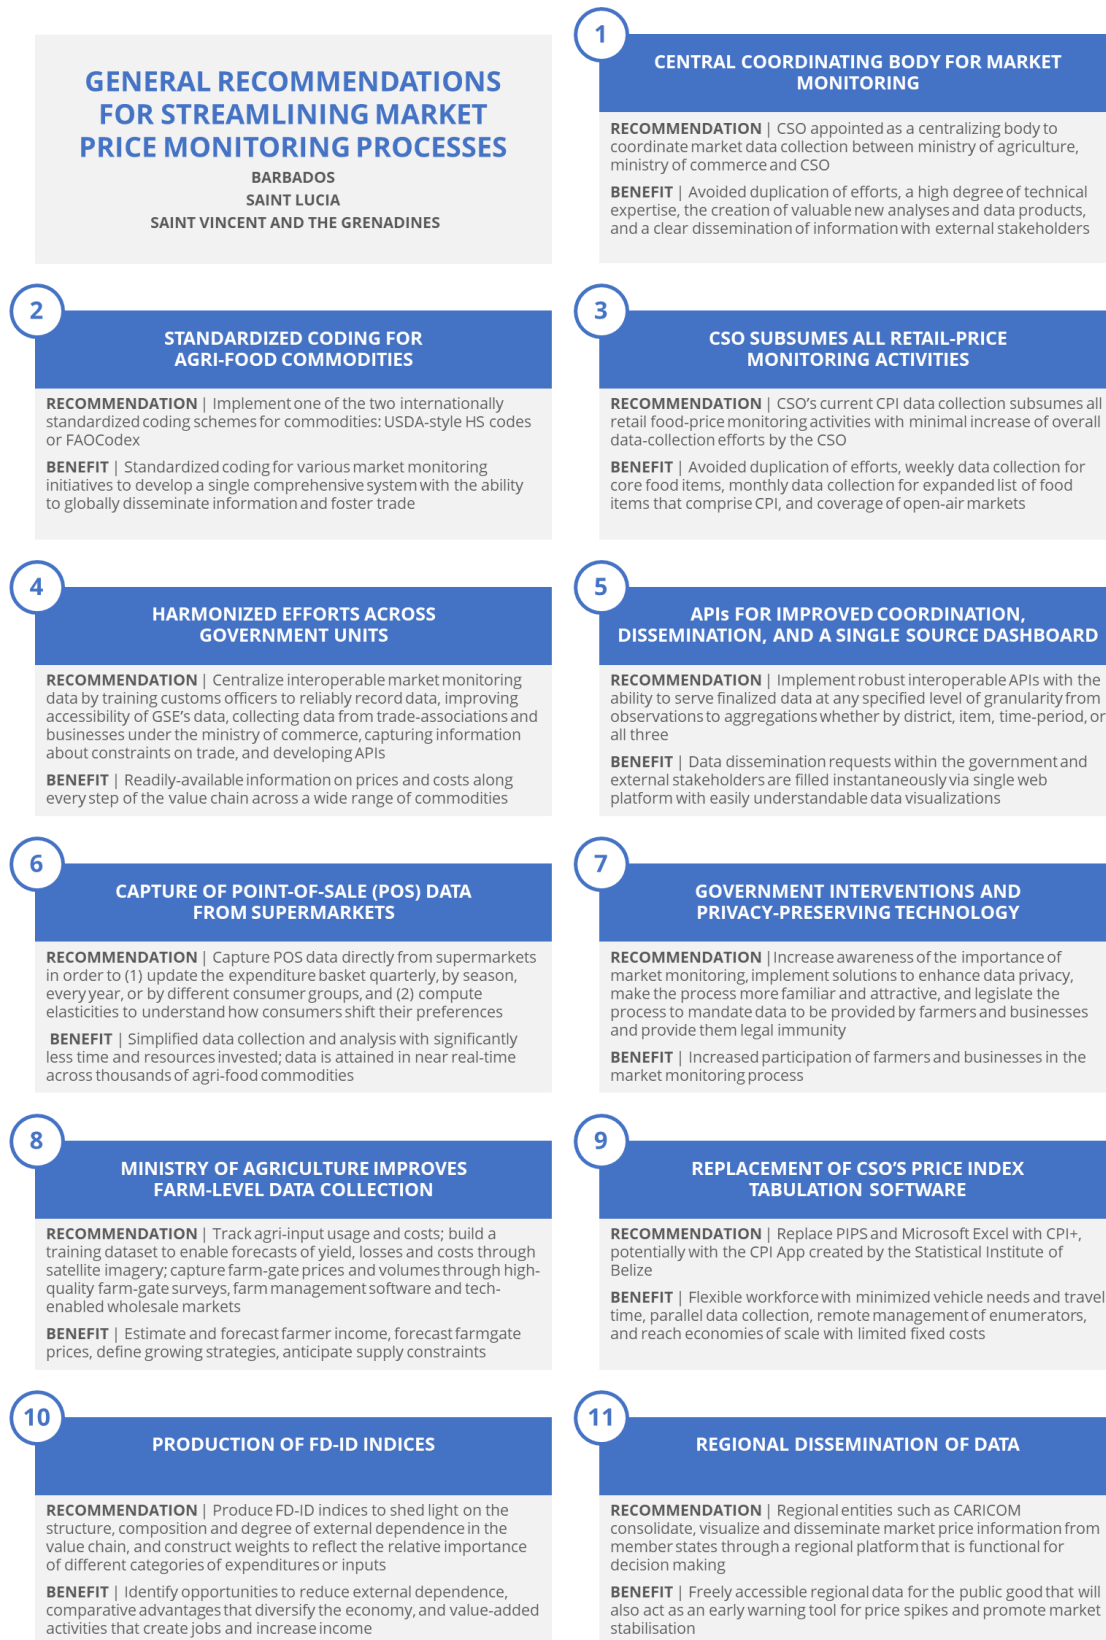 GENERAL RECOMMENDATIONS
FOR STREAMLINING MARKET
PRICE MONITORING PROCESSES
BARBADOS
SAINT LUCIA
SAINT VINCENT AND THE GRENADINES
1
CENTRAL COORDINATING BODY FOR MARKET
MONITORING
RECOMMENDATION | CSO appointed as a centralizing body to
coordinate market data collection between ministry of agriculture,
ministry of commerce and CSO
BENEFIT | Avoided duplication of efforts, a high degree of technical
expertise, the creation of valuable new analyses and data products,
and a clear dissemination of information with external stakeholders
2
STANDARDIZED CODING FOR
AGRI-FOOD COMMODITIES
RECOMMENDATION | Implement one of the two internationally
standardized coding schemes for commodities: USDA-style HS codes
or FAOCodex
BENEFIT | Standardized coding for various market monitoring
initiatives to develop a single comprehensive system with the ability
to globally disseminate information and foster trade
3
CSO SUBSUMES ALL RETAIL-PRICE
MONITORING ACTIVITIES
RECOMMENDATION | CSO's current CPI data collection subsumes all
retail food-price monitoring activities with minimal increase of overall
data-collection efforts by the CSO
BENEFIT | Avoided duplication of efforts, weekly data collection for
core food items, monthly data collection for expanded list of food
items that comprise CPI, and coverage of open-air markets
4
HARMONIZED EFFORTS ACROSS
GOVERNMENT UNITS
RECOMMENDATION | Centralize interoperable market monitoring
data by training customs officers to reliably record data, improving
accessibility of GSE's data, collecting data from trade-associations and
businesses under the ministry of commerce, capturing information
about constraints on trade, and developing APIs
BENEFIT | Readily-available information on prices and costs along
every step of the value chain across a wide range of commodities
5
APIs FOR IMPROVED COORDINATION,
DISSEMINATION, AND A SINGLE SOURCE DASHBOARD
RECOMMENDATION | Implement robust interoperable APIs with the
ability to serve finalized data at any specified level of granularity from
observations to aggregations whether by district, item, time-period, or
all three
BENEFIT | Data dissemination requests within the government and
external stakeholders are filled instantaneously via single web
platform with easily understandable data visualizations
6
CAPTURE OF POINT-OF-SALE (POS) DATA
FROM SUPERMARKETS
RECOMMENDATION | Capture POS data directly from supermarkets
in order to (1) update the expenditure basket quarterly, by season,
every year, or by different consumer groups, and (2) compute
elasticities to understand how consumers shift their preferences
BENEFIT | Simplified data collection and analysis with significantly
less time and resources invested; data is attained in near real-time
across thousands of agri-food commodities
7
GOVERNMENT INTERVENTIONS AND
PRIVACY-PRESERVING TECHNOLOGY
RECOMMENDATION |Increase awareness of the importance of
market monitoring, implement solutions to enhance data privacy,
make the process more familiar and attractive, and legislate the
process to mandate data to be provided by farmers and businesses
and provide them legal immunity
BENEFIT | Increased participation of farmers and businesses in the
market monitoring process
8
MINISTRY OF AGRICULTURE IMPROVES
FARM-LEVEL DATA COLLECTION
RECOMMENDATION | Track agri-input usage and costs; build a
training dataset to enable forecasts of yield, losses and costs through
satellite imagery; capture farm-gate prices and volumes through high-
quality farm-gate surveys, farm management software and tech-
enabled wholesale markets
BENEFIT | Estimate and forecast farmer income, forecast farmgate
prices, define growing strategies, anticipate supply constraints
9
REPLACEMENT OF CSO'S PRICE INDEX
TABULATION SOFTWARE
RECOMMENDATION | Replace PIPS and Microsoft Excel with CPI+,
potentially with the CPI App created by the Statistical Institute of
Belize
BENEFIT | Flexible workforce with minimized vehicle needs and travel
time, parallel data collection, remote management of enumerators,
and reach economies of scale with limited fixed costs
10
PRODUCTION OF FD-ID INDICES
RECOMMENDATION | Produce FD-ID indices to shed light on the
structure, composition and degree of external dependence in the
value chain, and construct weights to reflect the relative importance
of different categories of expenditures or inputs
BENEFIT | Identify opportunities to reduce external dependence,
comparative advantages that diversify the economy, and value-added
activities that create jobs and increase income
11
REGIONAL DISSEMINATION OF DATA
RECOMMENDATION | Regional entities such as CARICOM
consolidate, visualize and disseminate market price information from
member states through a regional platform that is functional for
decision making
BENEFIT | Freely accessible regional data for the public good that will
also act as an early warning tool for price spikes and promote market
stabilisation